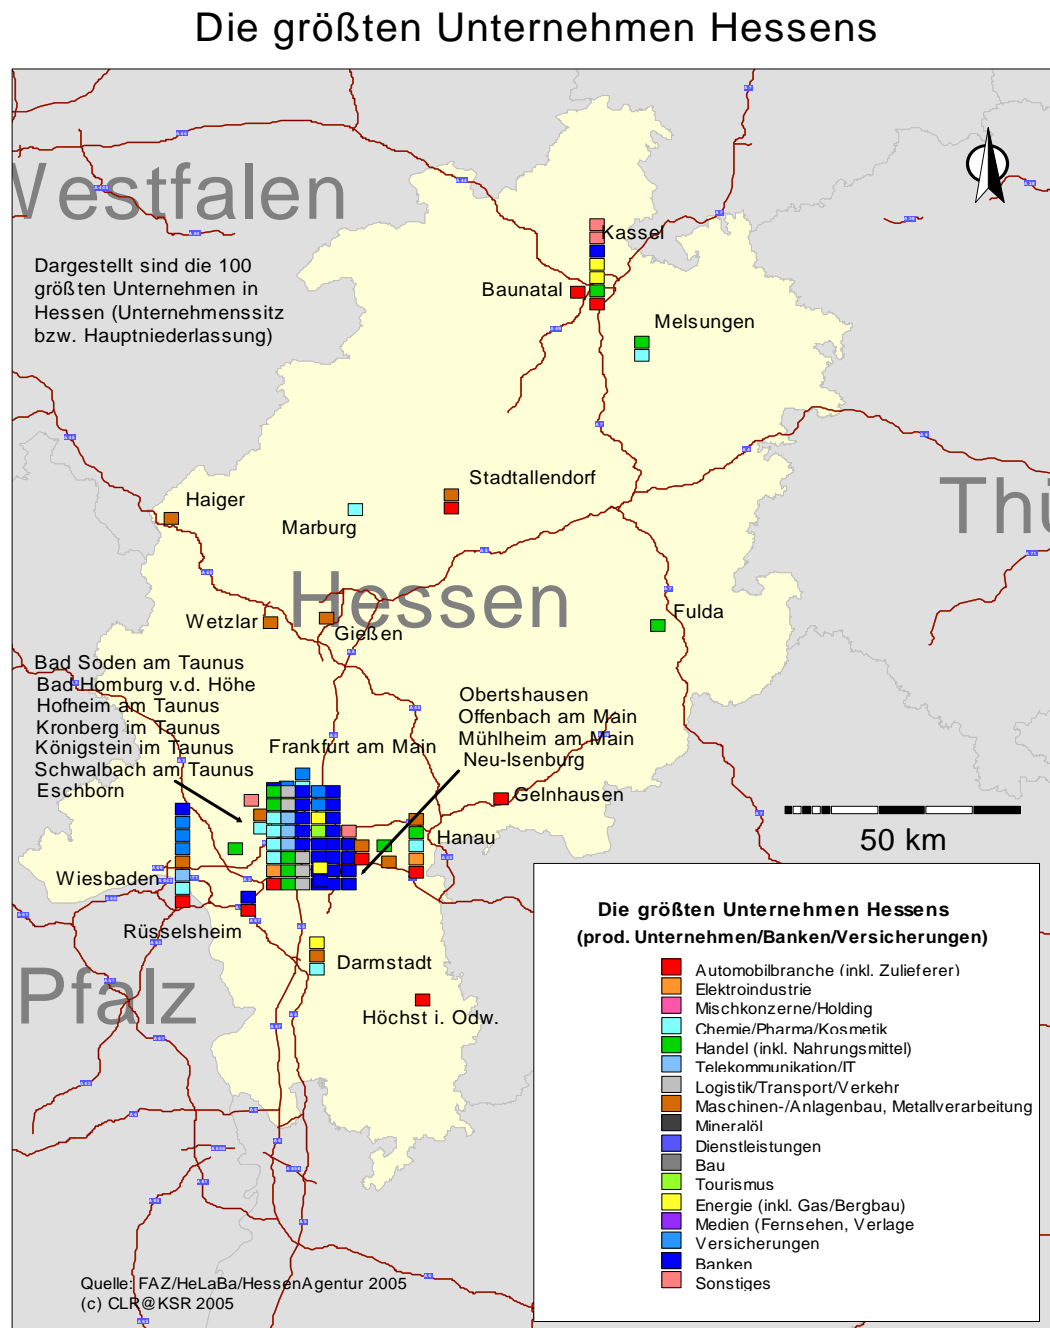 Die größten Unternehmen Hessens
Westfalen
Dargestellt sind die 100
größten Unternehmen in
Hessen (Unternehmenssitz
bzw. Hauptniederlassung)
Kassel
Baunatal
Melsungen
Stadtallendorf
Haiger
Marburg
Thü
Hessen
Fulda
Wetzlar
Gießen
Bad Soden am Taunus
Bad Homburg v.d. Höhe
Hofheim am Taunus
Kronberg im Taunus
Königstein im Taunus
Schwalbach am Taunus
Eschborn
Obertshausen
Offenbach am Main
Mühlheim am Main
Neu-Isenburg
Frankfurt am Main
Gelnhausen
Hanau
50 km
Wiesbaden
Rüsselsheim
Darmstadt
Pfalz
Höchst i. Odw.
Die größten Unternehmen Hessens
(prod. Unternehmen/Banken/Versicherungen)
Automobilbranche (inkl. Zulieferer)
Elektroindustrie
Mischkonzerne/Holding
Chemie/Pharma/Kosmetik
Handel (inkl. Nahrungsmittel)
Telekommunikation/IT
Logistik/Transport/Verkehr
Maschinen-/Anlagenbau, Metallverarbeitung
Mineralöl
Dienstleistungen
Bau
Tourismus
Energie (inkl. Gas/Bergbau)
Medien (Fernsehen, Verlage
Versicherungen
Banken
Sonstiges
Quelle: FAZ/HeLaBa/HessenAgentur 2005
(c) CLR@KSR 2005